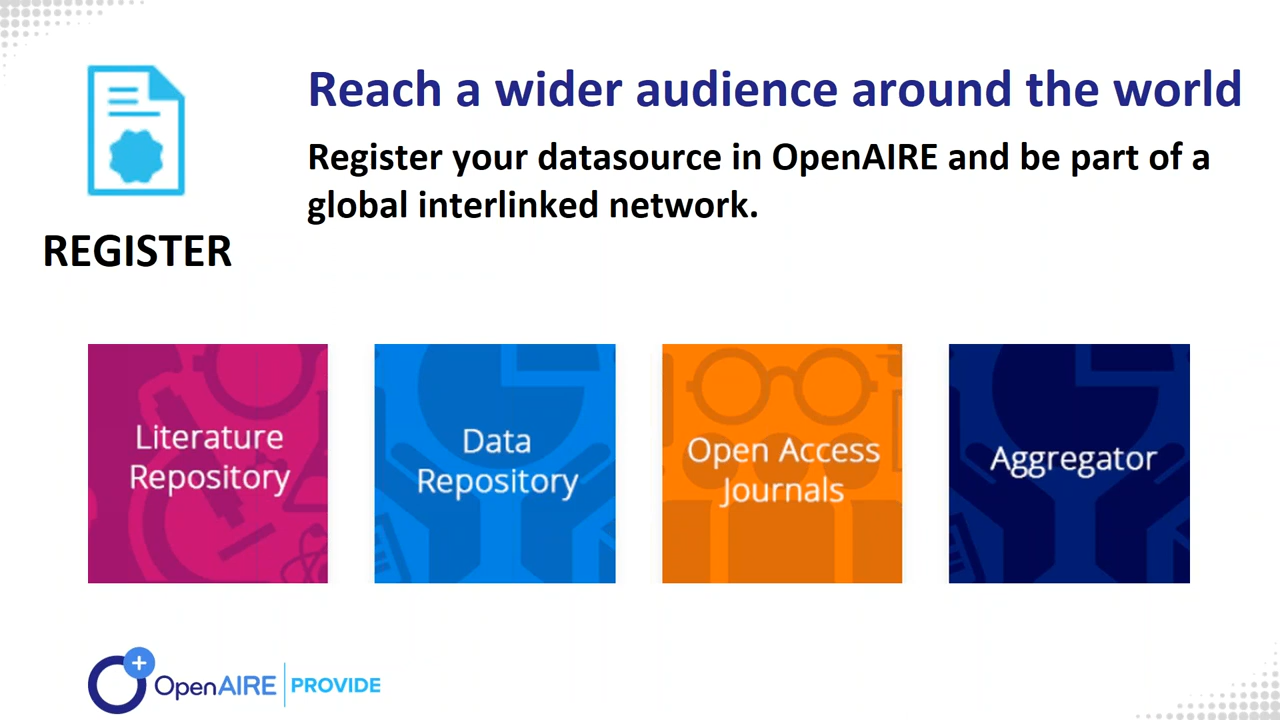 Reach a wider audience around the world
Register your datasource in OpenAIRE and be part of a
global interlinked network.
REGISTER
Literature
Repository
Data
Repository
Open Access
Journals
Aggregator
OpenAIRE PROVIDE